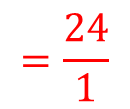 = 24/1